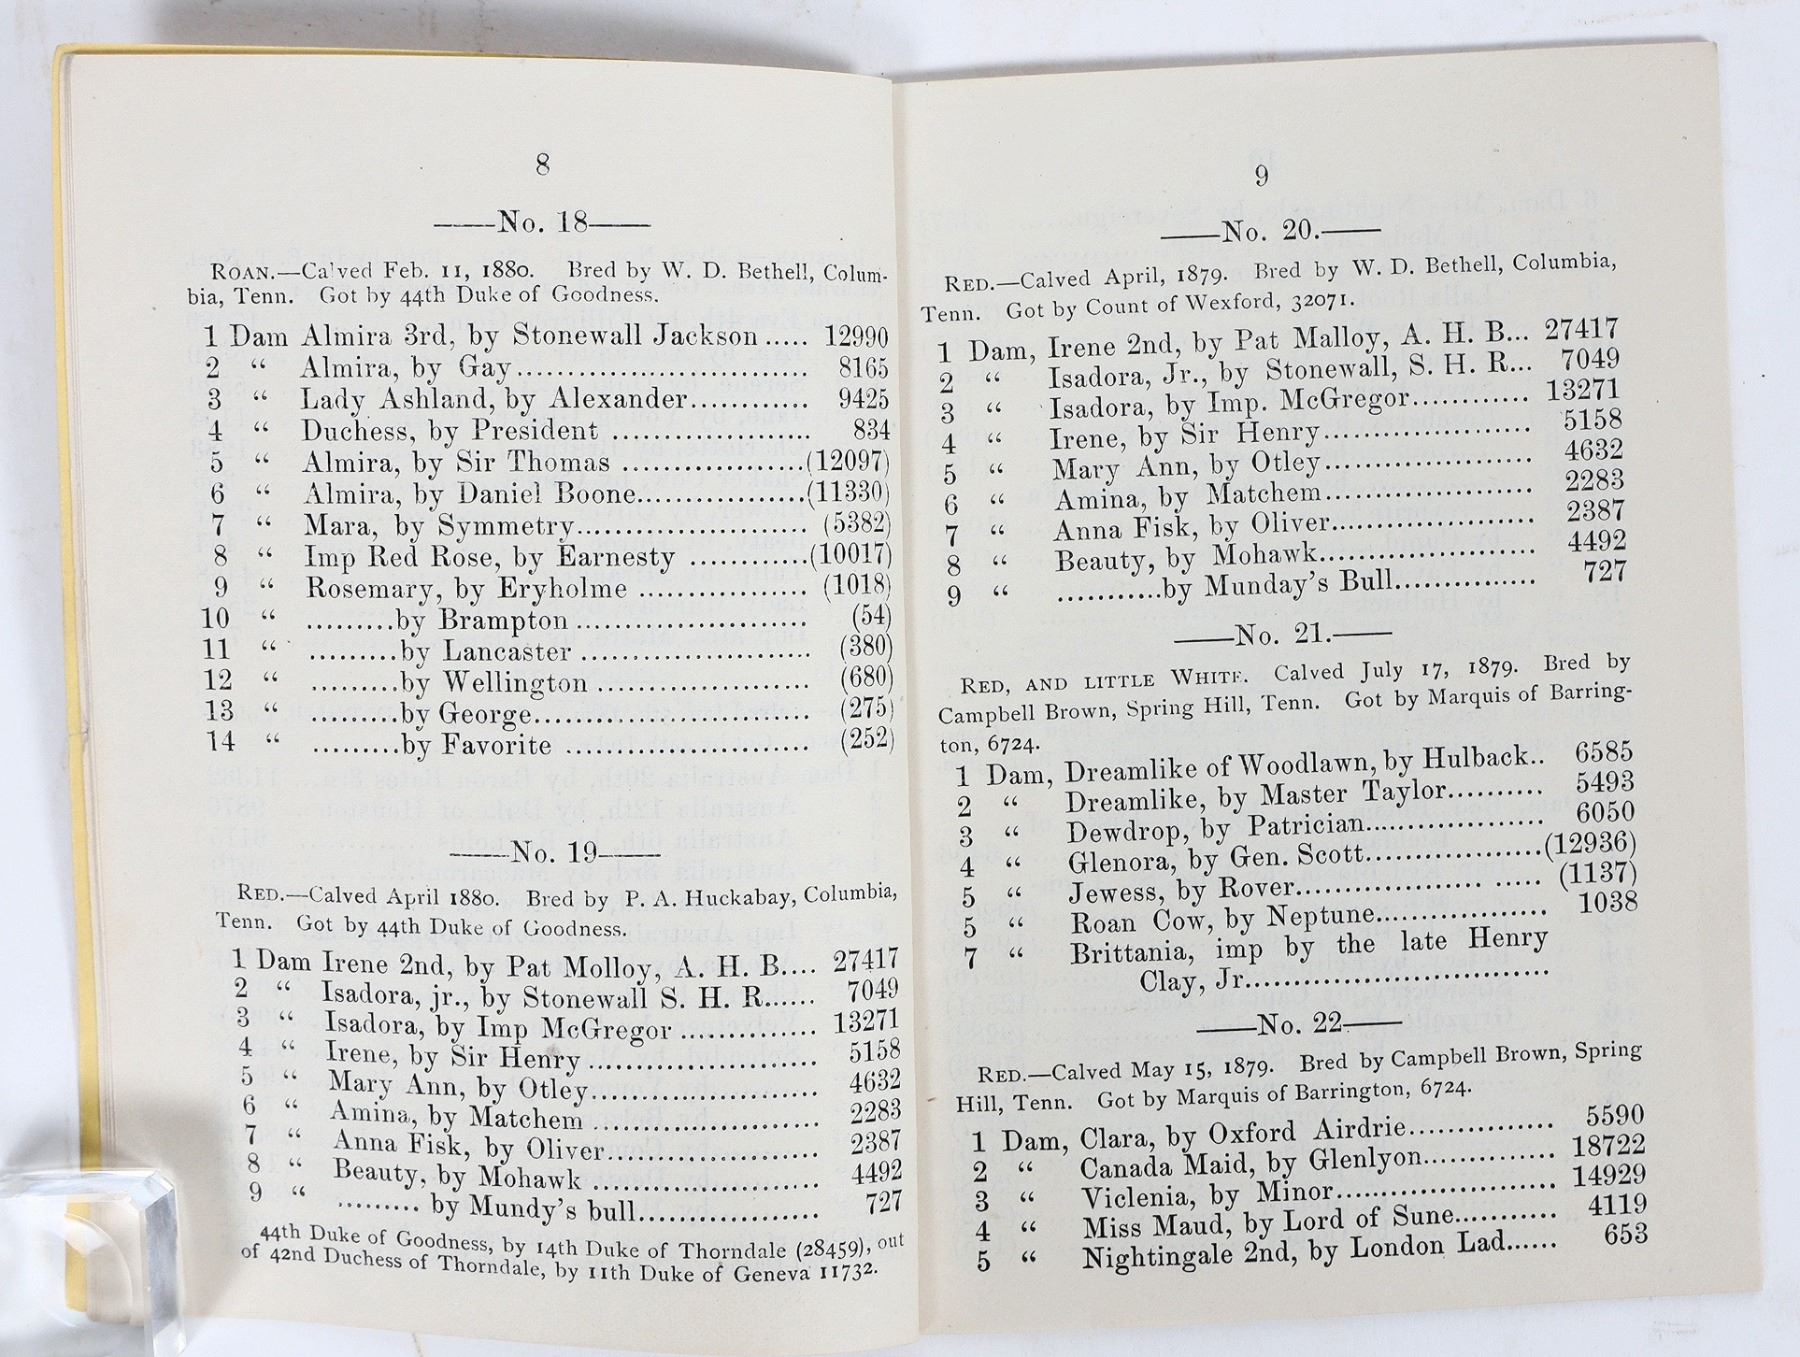 8
——No. 18——
ROAN.—Calved Feb. 11, 1880. Bred by W. D. Bethell, Colum-
bia, Tenn. Got by 44th Duke of Goodness.
1 Dam Almira 3rd, by Stonewall Jackson ..... 12990
2 “ Almira, by Gay............................ 8165
3 “ Lady Ashland, by Alexander............ 9425
4 “ Duchess, by President ................... 834
5 “ Almira, by Sir Thomas ..................(12097)
6 “ Almira, by Daniel Boone................(11330)
7 “ Mara, by Symmetry...................... (5382)
8 “ Imp Red Rose, by Earnesty ............(10017)
9 “ Rosemary, by Eryholme ................ (1018)
10 “ .........by Brampton ...................... (54)
11 “ .........by Lancaster ...................... (380)
12 “ .........by Wellington .................... (680)
13 “ .........by George.......................... (275)
14 “ .........by Favorite ....................... (252)
——No. 19——
RED.—Calved April 1880. Bred by P. A. Huckabay, Columbia,
Tenn. Got by 44th Duke of Goodness.
1 Dam Irene 2nd, by Pat Molloy, A. H. B.... 27417
2 “ Isadora, jr., by Stonewall S. H. R...... 7049
3 “ Isadora, by Imp McGregor ............. 13271
4 “ Irene, by Sir Henry ...................... 5158
5 “ Mary Ann, by Otley...................... 4632
6 “ Amina, by Matchem ...................... 2283
7 “ Anna Fisk, by Oliver..................... 2387
8 “ Beauty, by Mohawk ...................... 4492
9 “ ......... by Mundy's bull.................. 727
44th Duke of Goodness, by 14th Duke of Thorndale (28459), out
of 42nd Duchess of Thorndale, by 11th Duke of Geneva 11732.
9
——No. 20.——
RED.—Calved April, 1879. Bred by W. D. Bethell, Columbia,
Tenn. Got by Count of Wexford, 32071.
1 Dam, Irene 2nd, by Pat Malloy, A. H. B... 27417
2 “ Isadora, Jr., by Stonewall, S. H. R... 7049
3 “ Isadora, by Imp. McGregor............ 13271
4 “ Irene, by Sir Henry..................... 5158
5 “ Mary Ann, by Otley..................... 4632
6 “ Amina, by Matchem..................... 2283
7 “ Anna Fisk, by Oliver.................... 2387
8 “ Beauty, by Mohawk...................... 4492
9 “ ...........by Munday's Bull............... 727
——No. 21.——
RED, AND LITTLE WHITE. Calved July 17, 1879. Bred by
Campbell Brown, Spring Hill, Tenn. Got by Marquis of Barring-
ton, 6724.
1 Dam, Dreamlike of Woodlawn, by Hulback.. 6585
2 “ Dreamlike, by Master Taylor.......... 5493
3 “ Dewdrop, by Patrician.................. 6050
4 “ Glenora, by Gen. Scott..................(12936)
5 “ Jewess, by Rover................... ..... (1137)
5 “ Roan Cow, by Neptune................. 1038
7 “ Brittania, imp by the late Henry
Clay, Jr...............................
——No. 22——
RED.—Calved May 15, 1879. Bred by Campbell Brown, Spring
Hill, Tenn. Got by Marquis of Barrington, 6724.
1 Dam, Clara, by Oxford Airdrie............... 5590
2 “ Canada Maid, by Glenlyon............. 18722
3 “ Viclenia, by Minor....................... 14929
4 “ Miss Maud, by Lord of Sune........... 4119
5 “ Nightingale 2nd, by London Lad...... 653